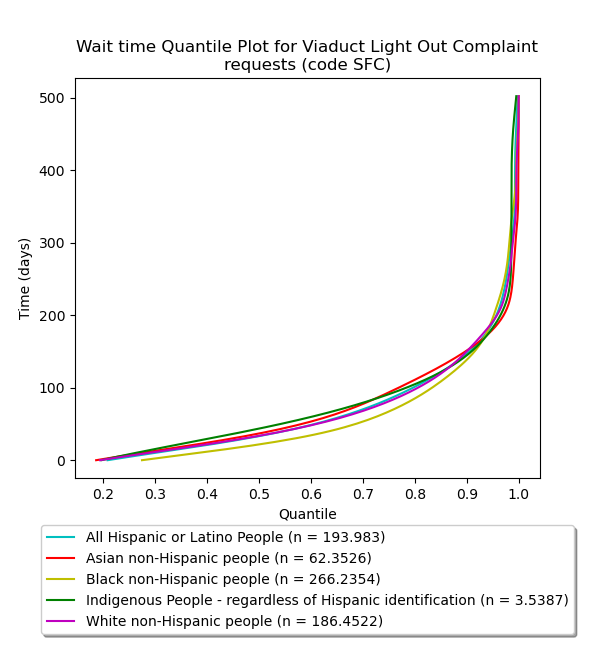 Wait time Quantile Plot for Viaduct Light Out Complaint
requests (code SFC)
500
400
300
200
100
0
Time (days)
0.2 0.3 0.4 0.5 0.6 0.7 0.8 0.9 1.0
Quantile
All Hispanic or Latino People (n = 193.983)
Asian non-Hispanic people (n = 62.3526)
Black non-Hispanic people (n = 266.2354)
Indigenous People - regardless of Hispanic identification (n = 3.5387)
White non-Hispanic people (n = 186.4522)